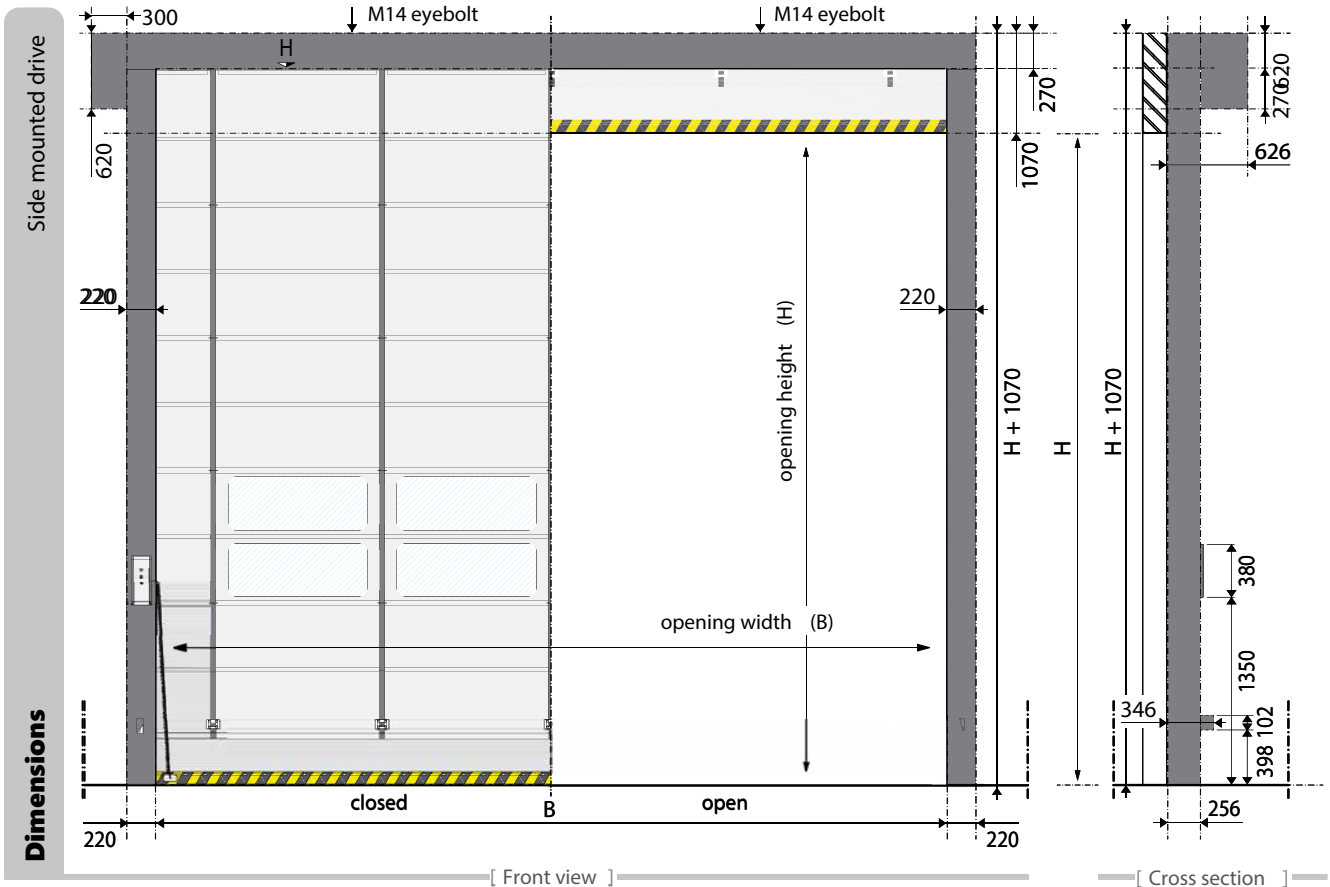 Side mounted drive
Dimensions
300
M14 eyebolt
M14 eyebolt
H
620
270
1070
620
270
626
220
220
opening height (H)
H + 1070
H
H + 1070
380
opening width (B)
1350
346
102
398
closed
B
open
256
220
220
[ Front view ]
[ Cross section ]